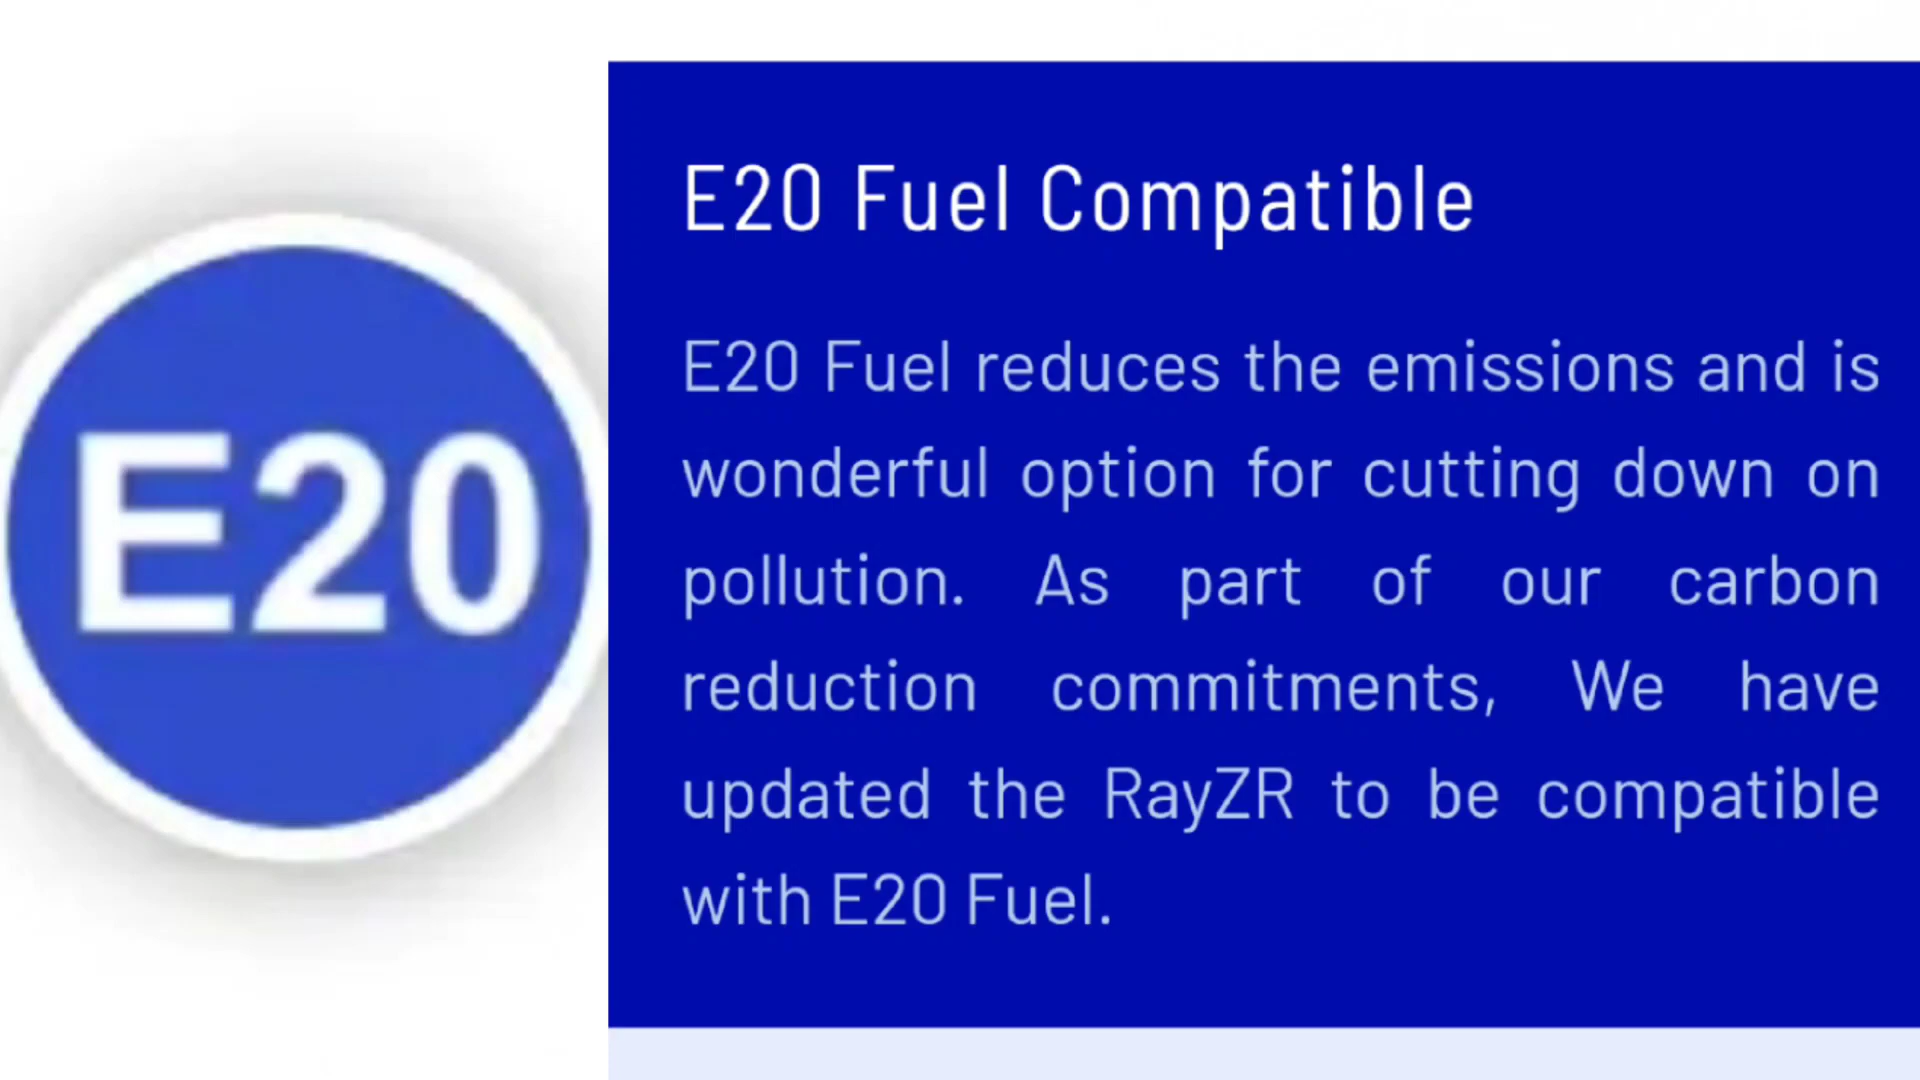 E20
E20 Fuel Compatible
E20 Fuel reduces the emissions and is
wonderful option for cutting down on
pollution. As part of our carbon
reduction commitments, We have
updated the RayZR to be compatible
with E20 Fuel.